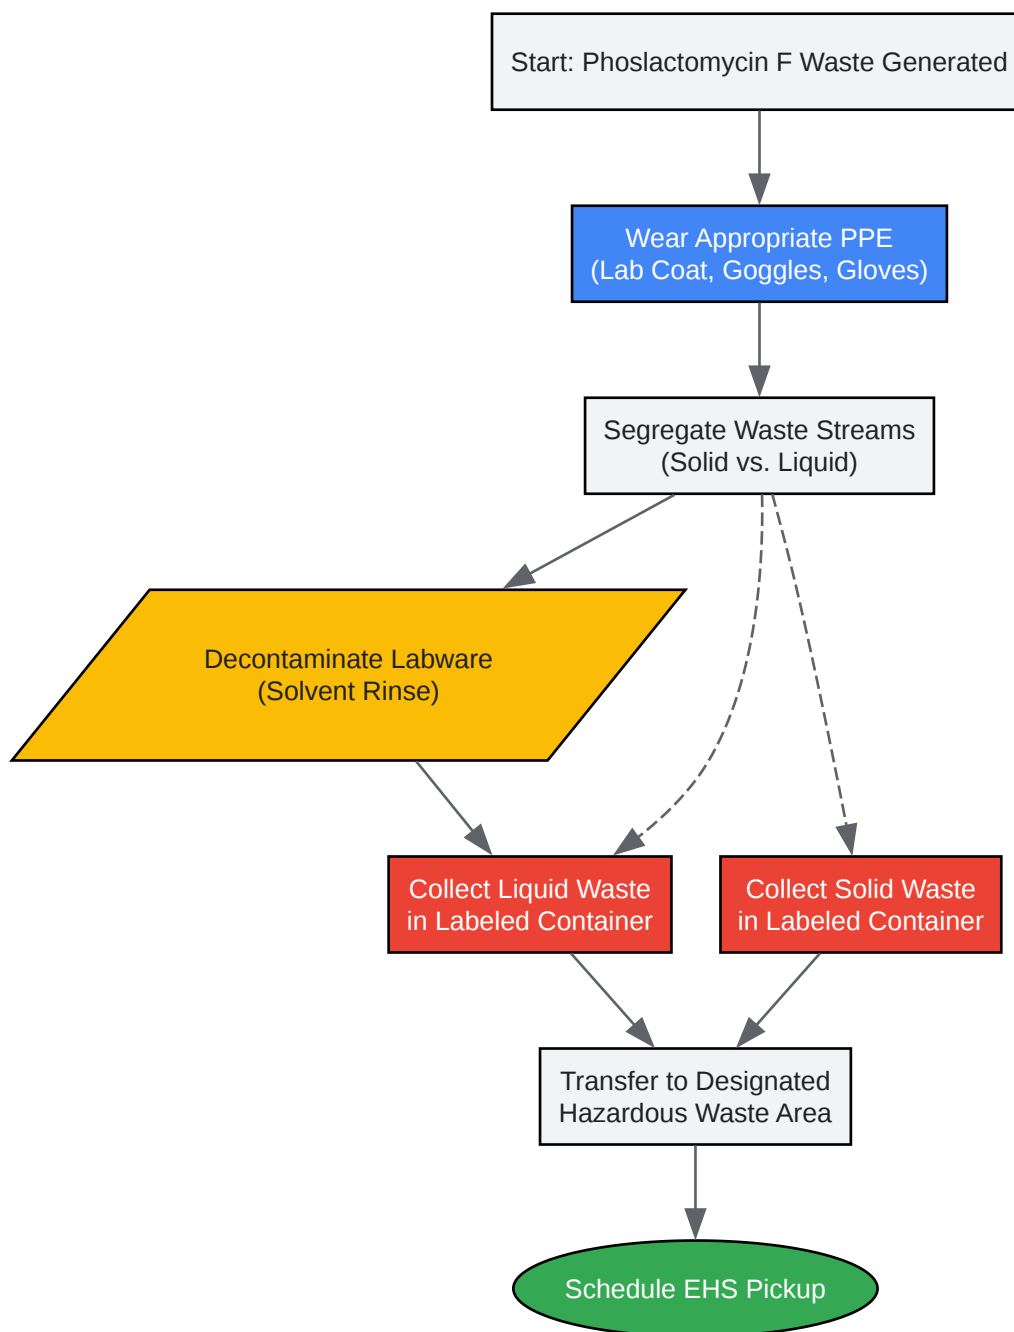 Start: Phoslactomycin F Waste Generated
Wear Appropriate PPE
(Lab Coat, Goggles, Gloves)
Segregate Waste Streams
(Solid vs. Liquid)
Decontaminate Labware
(Solvent Rinse)
Collect Liquid Waste
in Labeled Container
Collect Solid Waste
in Labeled Container
Transfer to Designated
Hazardous Waste Area
Schedule EHS Pickup